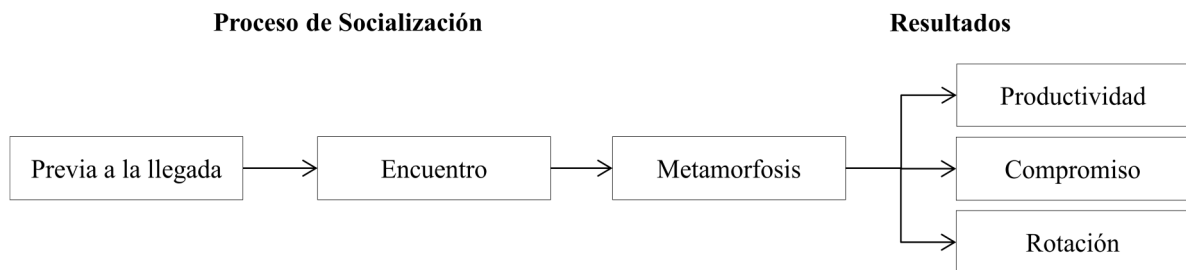 Proceso de Socialización
Resultados
Previa a la llegada
Encuentro
Metamorfosis
Productividad
Compromiso
Rotación